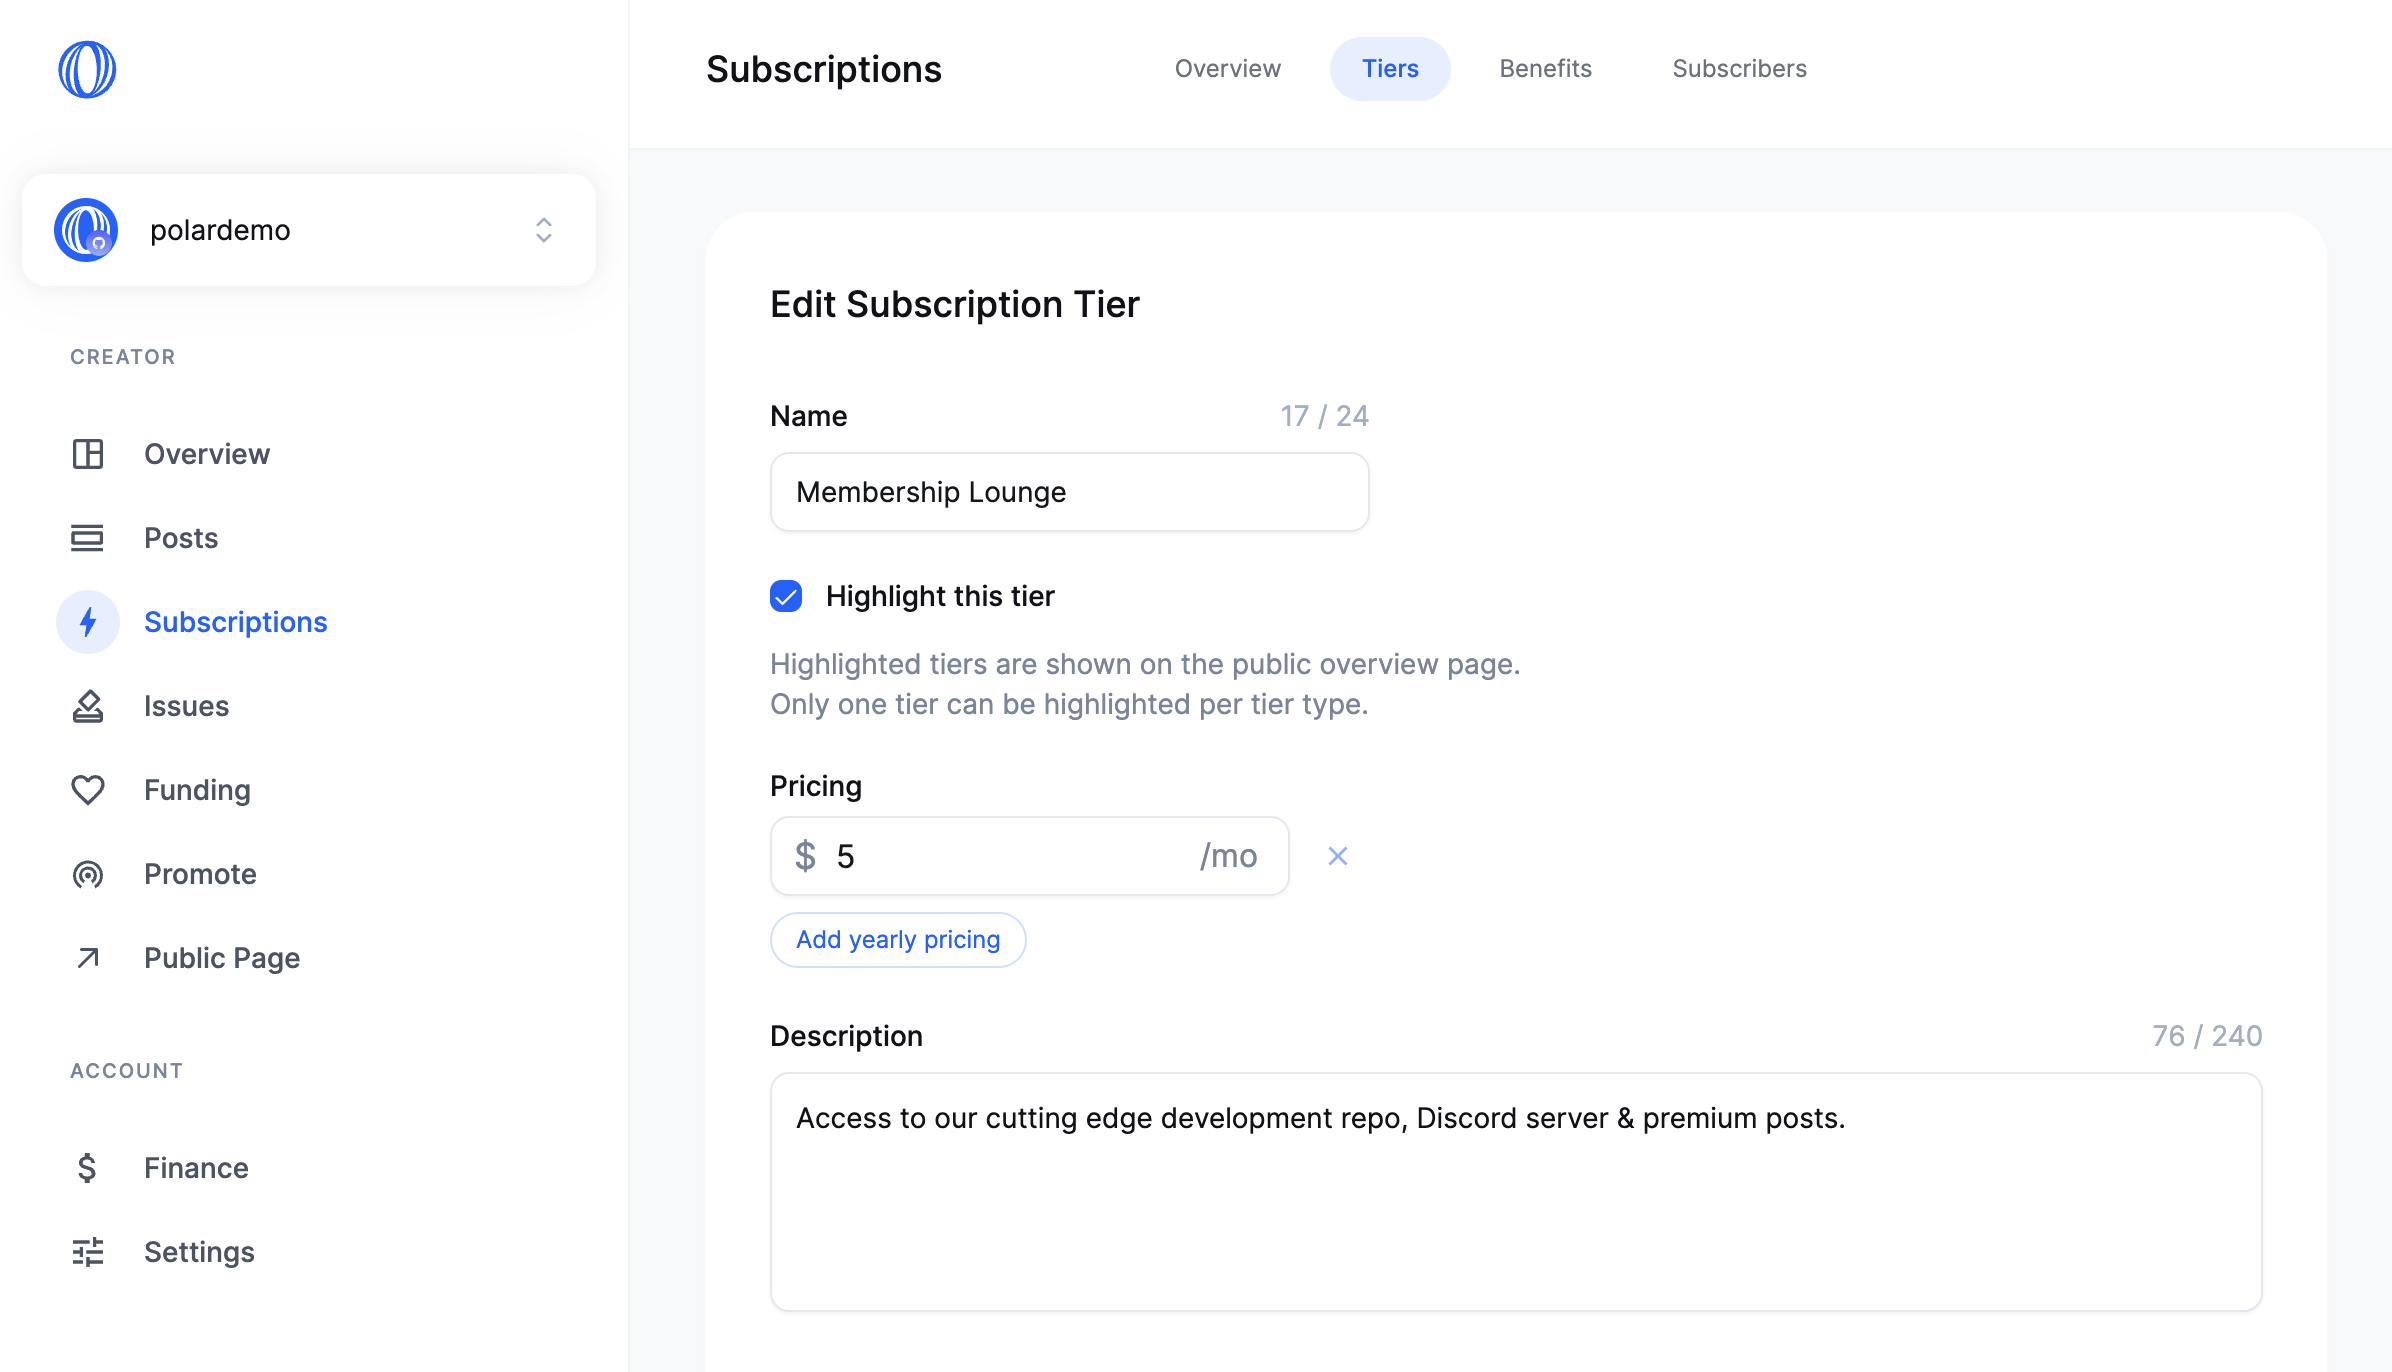 Subscriptions
Overview
Tiers
Benefits
Subscribers
polardemo
CREATOR
Overview
Posts
Subscriptions
Issues
Funding
Promote
Public Page
ACCOUNT
Finance
Settings
Edit Subscription Tier
Name
17 / 24
Membership Lounge
Highlight this tier
Highlighted tiers are shown on the public overview page.
Only one tier can be highlighted per tier type.
Pricing
$ 5 /mo
Add yearly pricing
Description
76 / 240
Access to our cutting edge development repo, Discord server & premium posts.